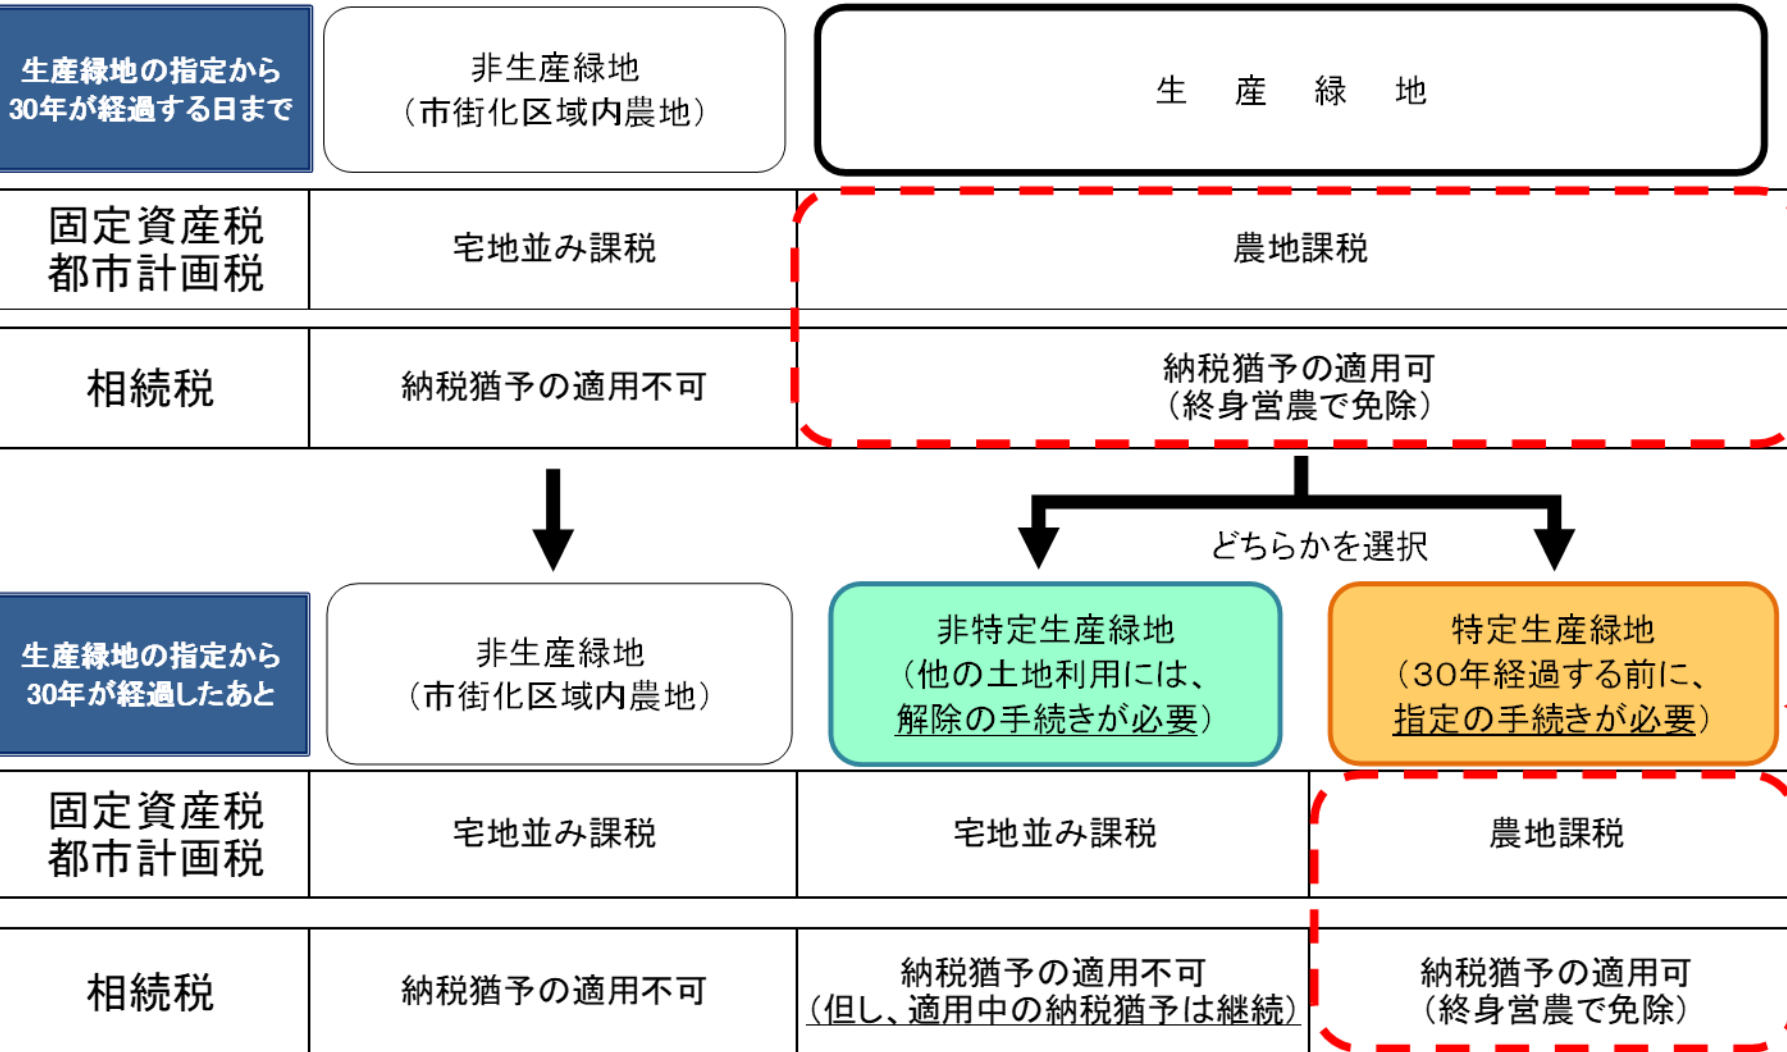 生産緑地の指定から
30年が経過する日まで
非生産緑地
（市街化区域内農地）
生産緑地
固定資産税
都市計画税
宅地並み課税
農地課税
相続税
納税猶予の適用不可
納税猶予の適用可
（終身営農で免除）
どちらかを選択
生産緑地の指定から
30年が経過したあと
非生産緑地
（市街化区域内農地）
非特定生産緑地
（他の土地利用には、
解除の手続きが必要）
特定生産緑地
（30年経過する前に、
指定の手続きが必要）
固定資産税
都市計画税
宅地並み課税
宅地並み課税
農地課税
相続税
納税猶予の適用不可
納税猶予の適用不可
（但し、適用中の納税猶予は継続）
納税猶予の適用可
（終身営農で免除）